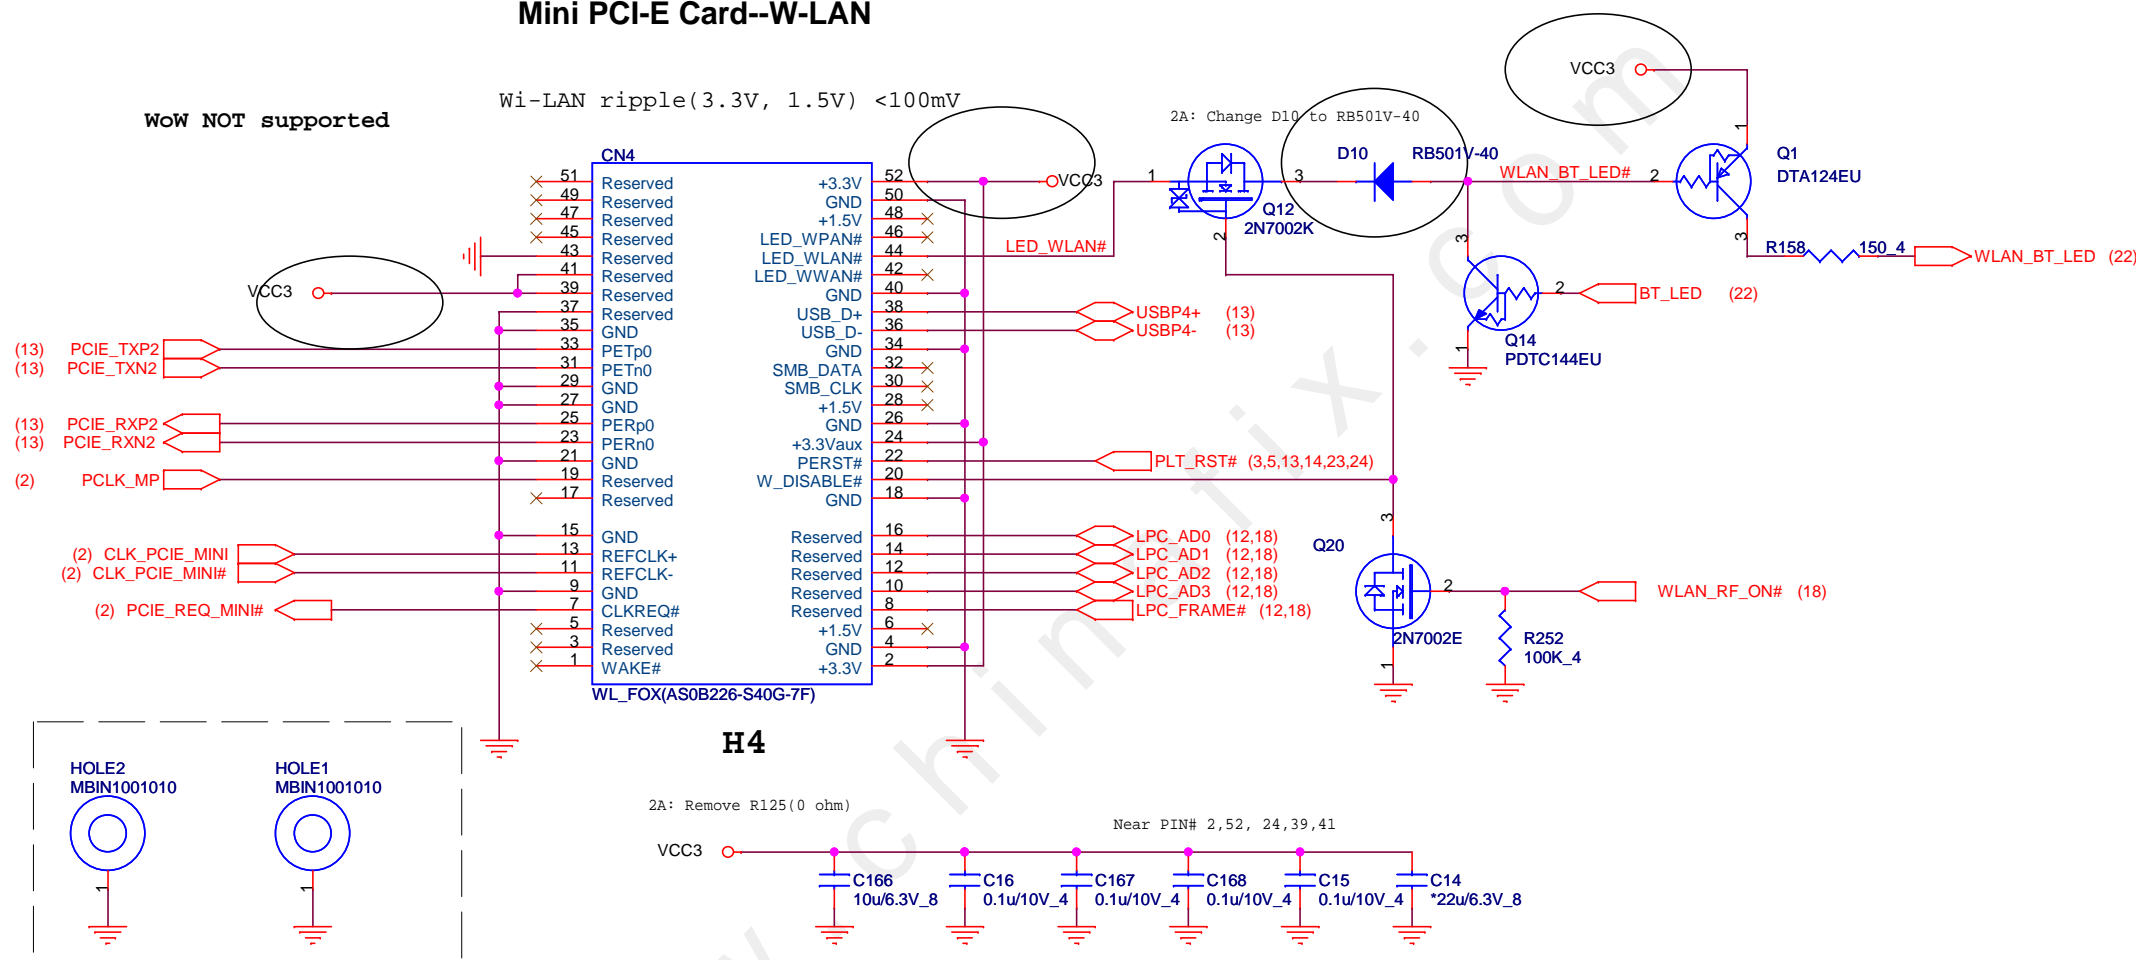 Mini PCI-E Card--W-LAN
Wi-LAN ripple(3.3V, 1.5V) <100mV
WoW NOT supported
2A: Change D10 to RB501V-40
VCC3
CN4
51 Reserved +3.3V 52
49 Reserved GND 50
47 Reserved +1.5V 48
45 Reserved LED_WPAN# 46
43 Reserved LED_WLAN# 44
41 Reserved LED_WWAN# 42
39 Reserved GND 40
37 Reserved USB_D+ 38
35 GND USB_D- 36
33 PETp0 GND 34
31 PETn0 SMB_DATA 32
29 GND SMB_CLK 30
27 GND +1.5V 28
25 PERp0 GND 26
23 PERn0 +3.3Vaux 24
21 GND PERST# 22
19 Reserved W_DISABLE# 20
17 Reserved GND 18
15 GND Reserved 16
13 REFCLK+ Reserved 14
11 REFCLK- Reserved 12
9 GND Reserved 10
7 CLKREQ# Reserved 8
5 Reserved +1.5V 6
3 Reserved GND 4
1 WAKE# +3.3V 2
WL_FOX(AS0B226-S40G-7F)
H4
VCC3
VCC3
(13) PCIE_TXP2
(13) PCIE_TXN2
(13) PCIE_RXP2
(13) PCIE_RXN2
(2) PCLK_MP
(2) CLK_PCIE_MINI
(2) CLK_PCIE_MINI#
(2) PCIE_REQ_MINI#
LED_WLAN#
USBP4+ (13)
USBP4- (13)
PLT_RST# (3,5,13,14,23,24)
LPC_AD0 (12,18)
LPC_AD1 (12,18)
LPC_AD2 (12,18)
LPC_AD3 (12,18)
LPC_FRAME# (12,18)
1
3
2
Q12
2N7002K
D10
RB501V-40
WLAN_BT_LED#
2
1
3
Q1
DTA124EU
R158 150_4
WLAN_BT_LED (22)
3
2
1
BT_LED (22)
Q14
PDTC144EU
Q20
3
2
1
2N7002E
WLAN_RF_ON# (18)
R252
100K_4
HOLE2
MBIN1001010
1
HOLE1
MBIN1001010
1
2A: Remove R125(0 ohm)
Near PIN# 2,52, 24,39,41
VCC3
C166
10u/6.3V_8
C16
0.1u/10V_4
C167
0.1u/10V_4
C168
0.1u/10V_4
C15
0.1u/10V_4
C14
*22u/6.3V_8